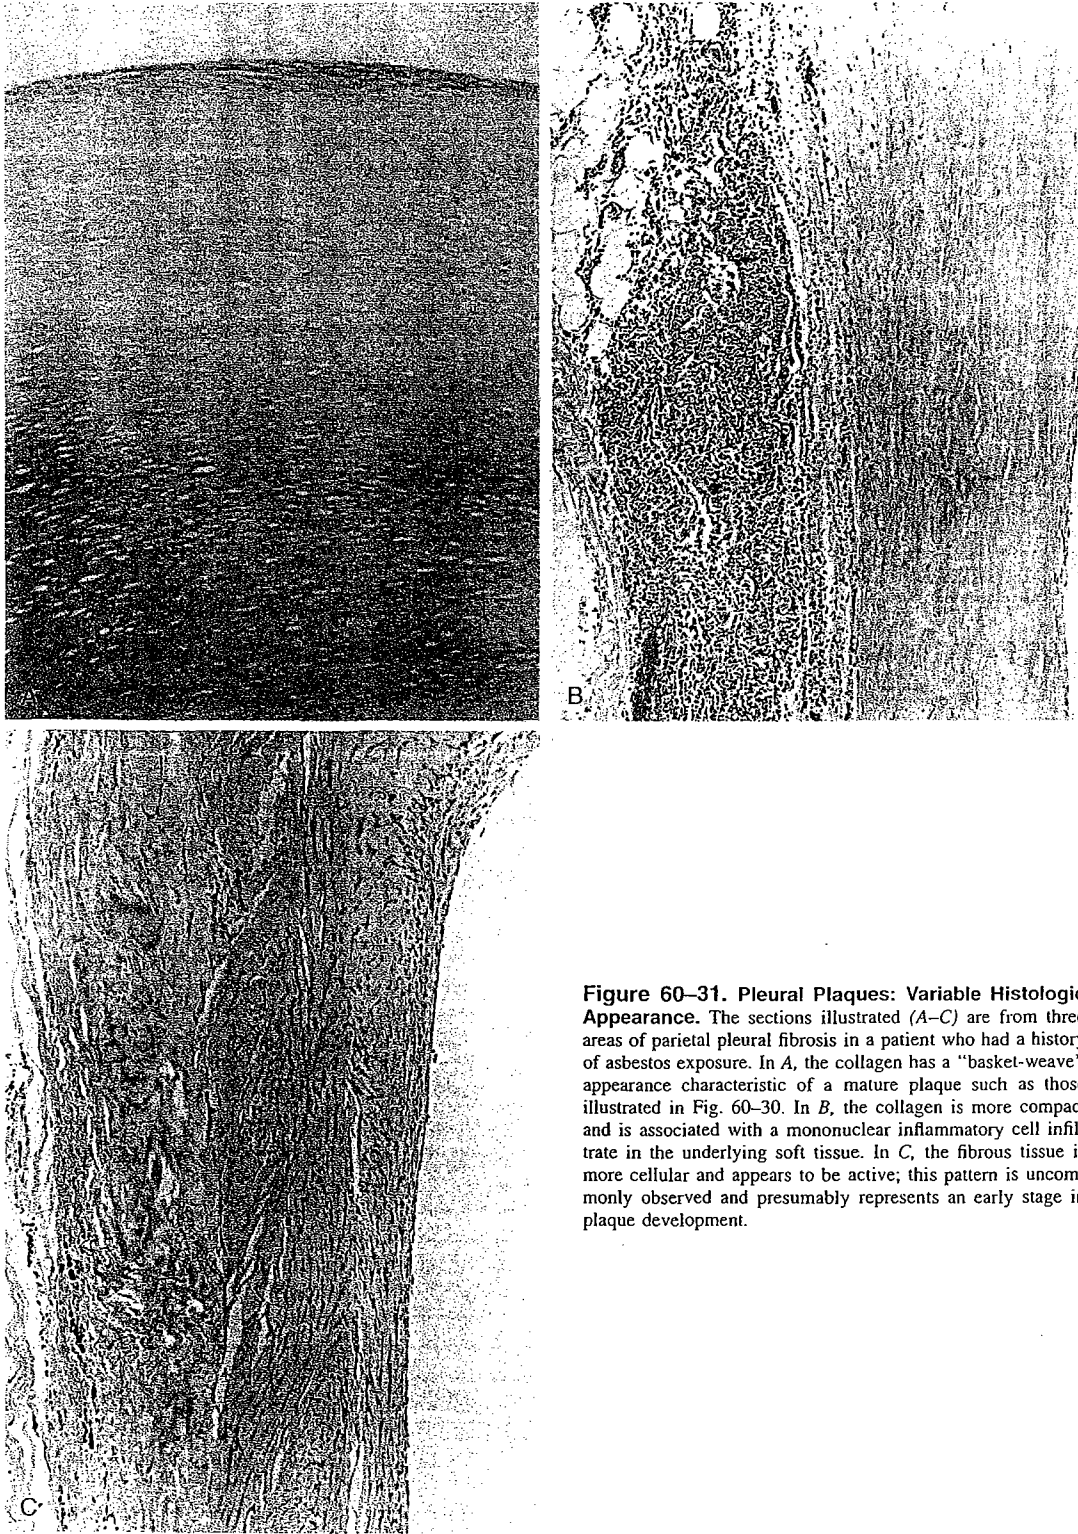 A
B
C
Figure 60–31. Pleural Plaques: Variable Histologic
Appearance. The sections illustrated (A–C) are from three
areas of parietal pleural fibrosis in a patient who had a history
of asbestos exposure. In A, the collagen has a "basket-weave"
appearance characteristic of a mature plaque such as those
illustrated in Fig. 60–30. In B, the collagen is more compac
and is associated with a mononuclear inflammatory cell infil
trate in the underlying soft tissue. In C, the fibrous tissue i
more cellular and appears to be active; this pattern is uncom
monly observed and presumably represents an early stage i
plaque development.